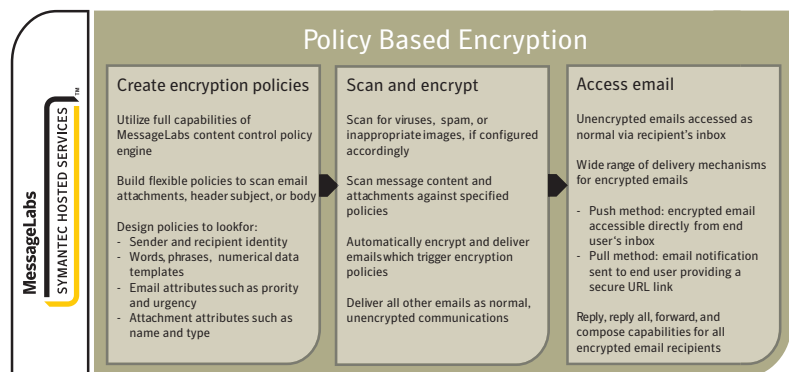 MessageLabs
SYMANTEC HOSTED SERVICES ™
Policy Based Encryption
Create encryption policies
Utilize full capabilities of
MessageLabs content control policy
engine
Build flexible policies to scan email
attachments, header subject, or body
Design policies to lookfor:
- Sender and recipient identity
- Words, phrases, numerical data
templates
- Email attributes such as prority
and urgency
- Attachment attributes such as
name and type
Scan and encrypt
Scan for viruses, spam, or
inappropriate images, if configured
accordingly
Scan message content and
attachments against specified
policies
Automatically encrypt and deliver
emails which trigger encryption
policies
Deliver all other emails as normal,
unencrypted communications
Access email
Unencrypted emails accessed as
normal via recipient's inbox
Wide range of delivery mechanisms
for encrypted emails
- Push method: encrypted email
accessible directly from end
user's inbox
- Pull method: email notification
sent to end user providing a
secure URL link
Reply, reply all, forward, and
compose capabilities for all
encrypted email recipients